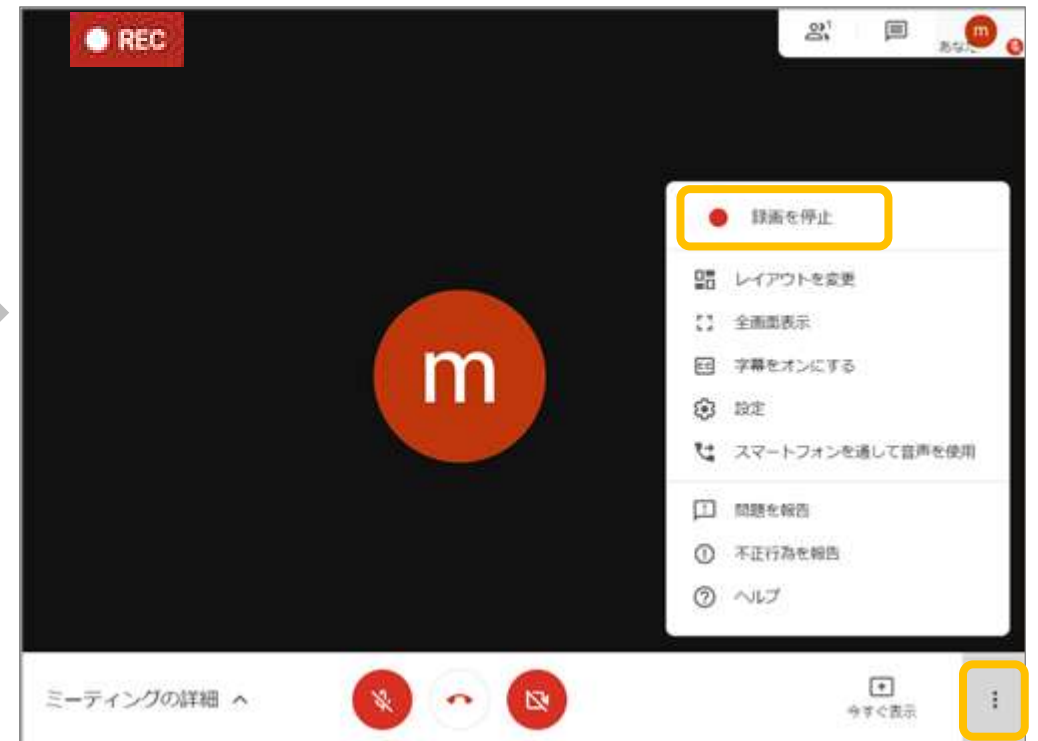 REC
1
m
あなた
録画を停止
レイアウトを変更
全画面表示
字幕をオンにする
設定
スマートフォンを通して音声を使用
m
問題を報告
不正行為を報告
ヘルプ
ミーティングの詳細
今すぐ表示